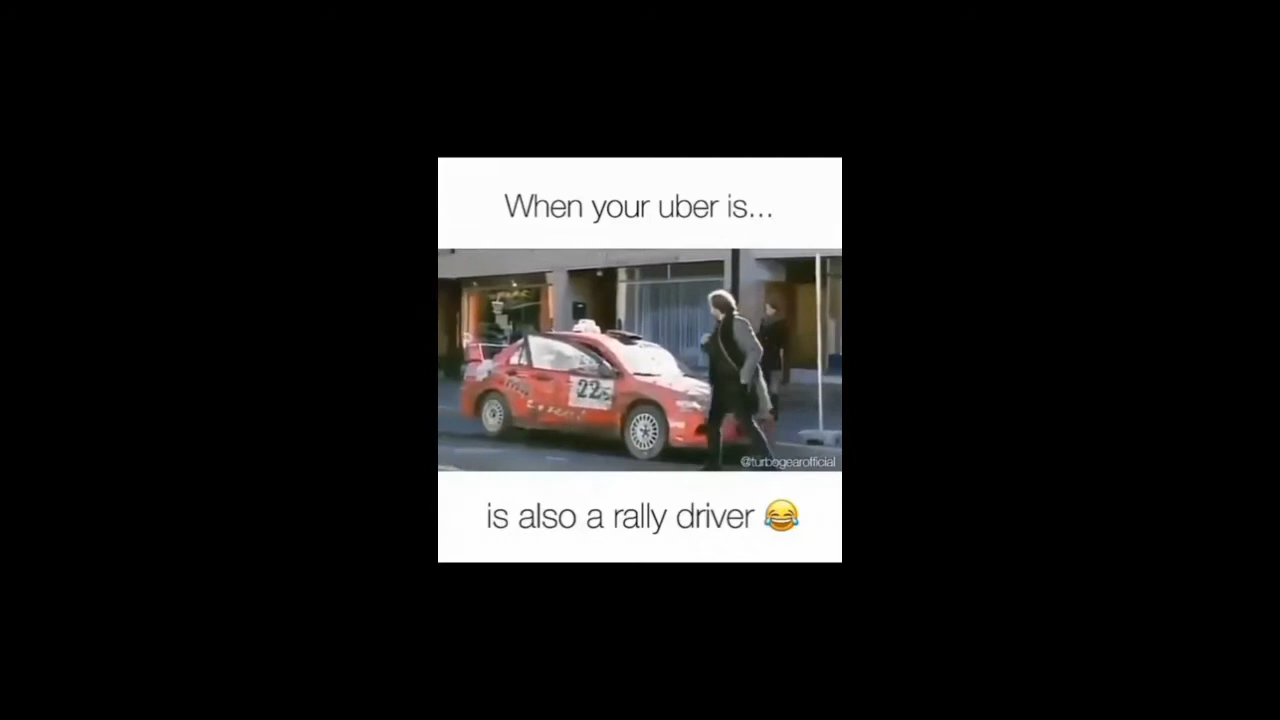 When your uber is...
22
@turbogearofficial
is also a rally driver 😂